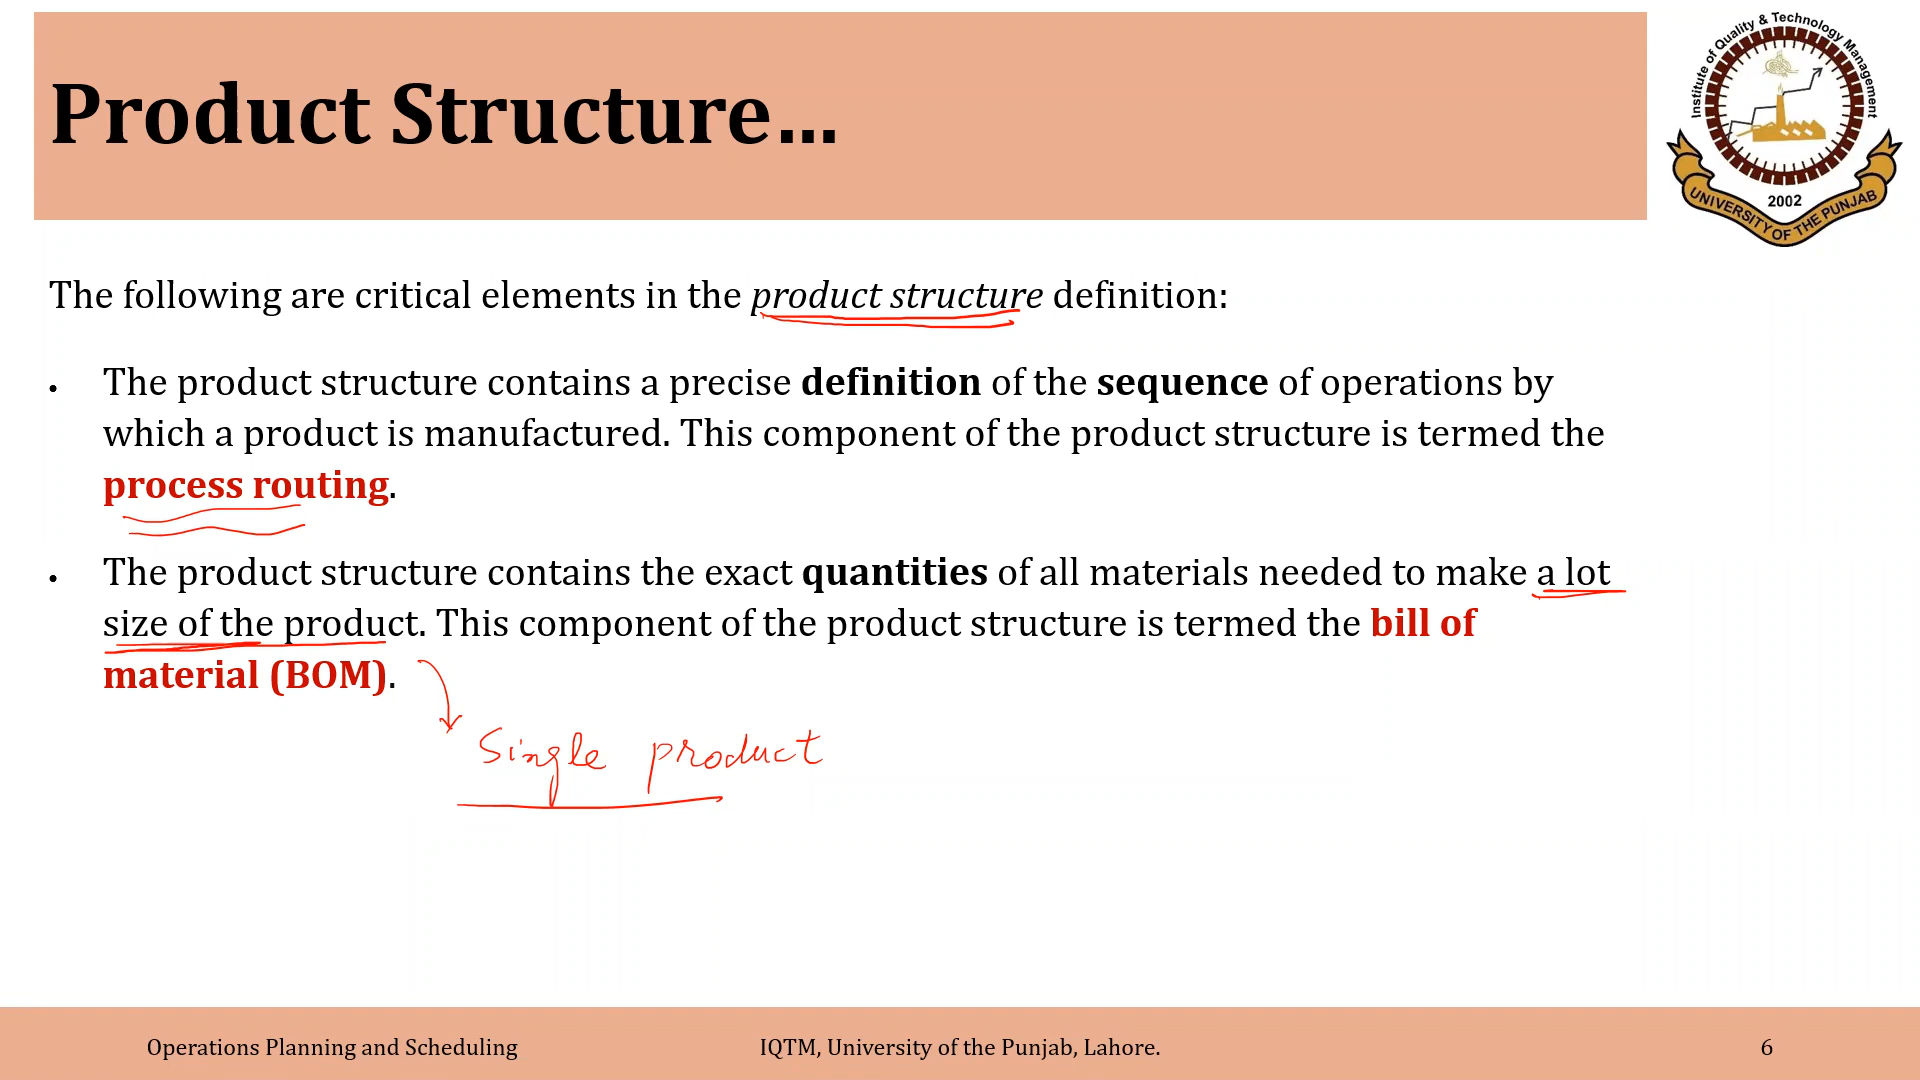 Product Structure...
Institute of Quality & Technology Management
2002
UNIVERSITY OF THE PUNJAB
The following are critical elements in the product structure definition:
• The product structure contains a precise definition of the sequence of operations by
which a product is manufactured. This component of the product structure is termed the
process routing.
• The product structure contains the exact quantities of all materials needed to make a lot
size of the product. This component of the product structure is termed the bill of
material (BOM).
Single product
Operations Planning and Scheduling IQTM, University of the Punjab, Lahore. 6